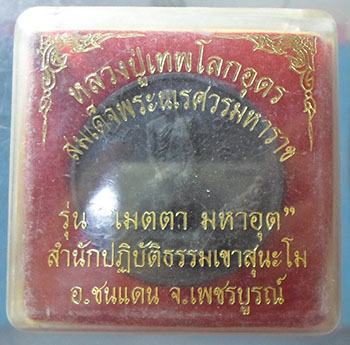 หลวงปู่เทพโลกอุดร
สมเด็จพระนเรศวรมหาราช
รุ่น "เมตตา มหาอุต"
สำนักปฏิบัติธรรมเขาสุนะโม
อ.ชนแดน จ.เพชรบูรณ์